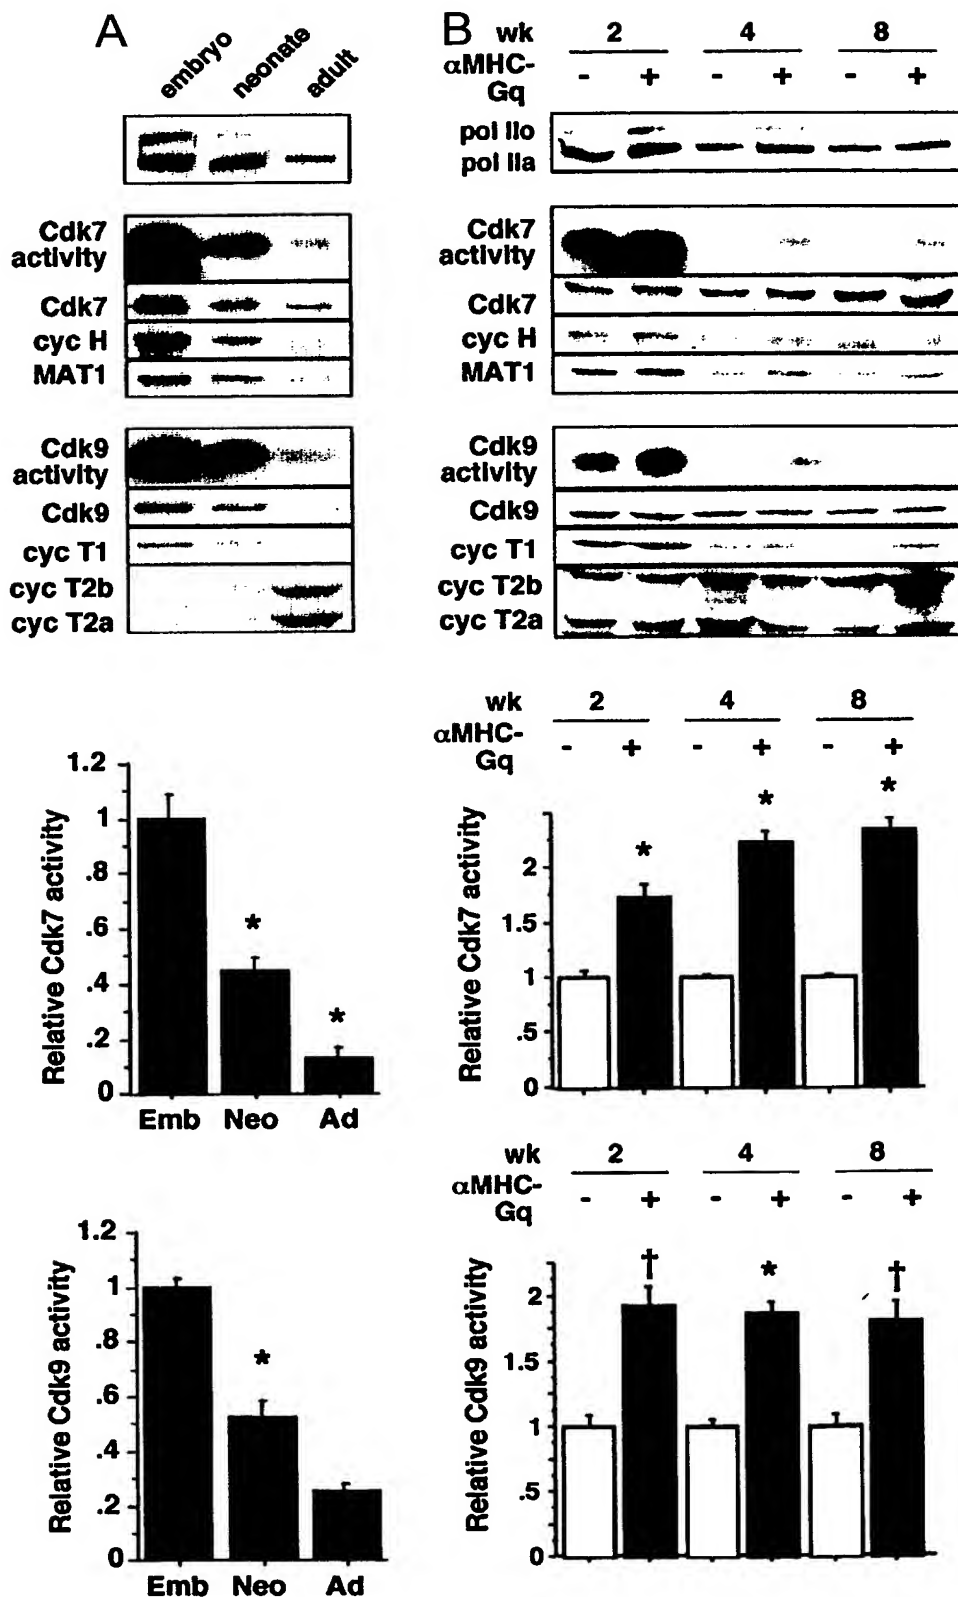 A
embryo neonate adult
Cdk7
activity
Cdk7
cyc H
MAT1
Cdk9
activity
Cdk9
cyc T1
cyc T2b
cyc T2a
1.2
1
.8
.6
.4
.2
0
Relative Cdk7 activity
*
*
Emb Neo Ad
1.2
1
.8
.6
.4
.2
0
Relative Cdk9 activity
*
Emb Neo Ad
B wk 2 4 8
αMHC-
Gq - + - + - +
pol IIo
pol IIa
Cdk7
activity
Cdk7
cyc H
MAT1
Cdk9
activity
Cdk9
cyc T1
cyc T2b
cyc T2a
wk 2 4 8
αMHC-
Gq - + - + - +
* * *
2
1.5
1
.5
0
Relative Cdk7 activity
wk 2 4 8
αMHC-
Gq - + - + - +
† * †
2
1.5
1
.5
0
Relative Cdk9 activity